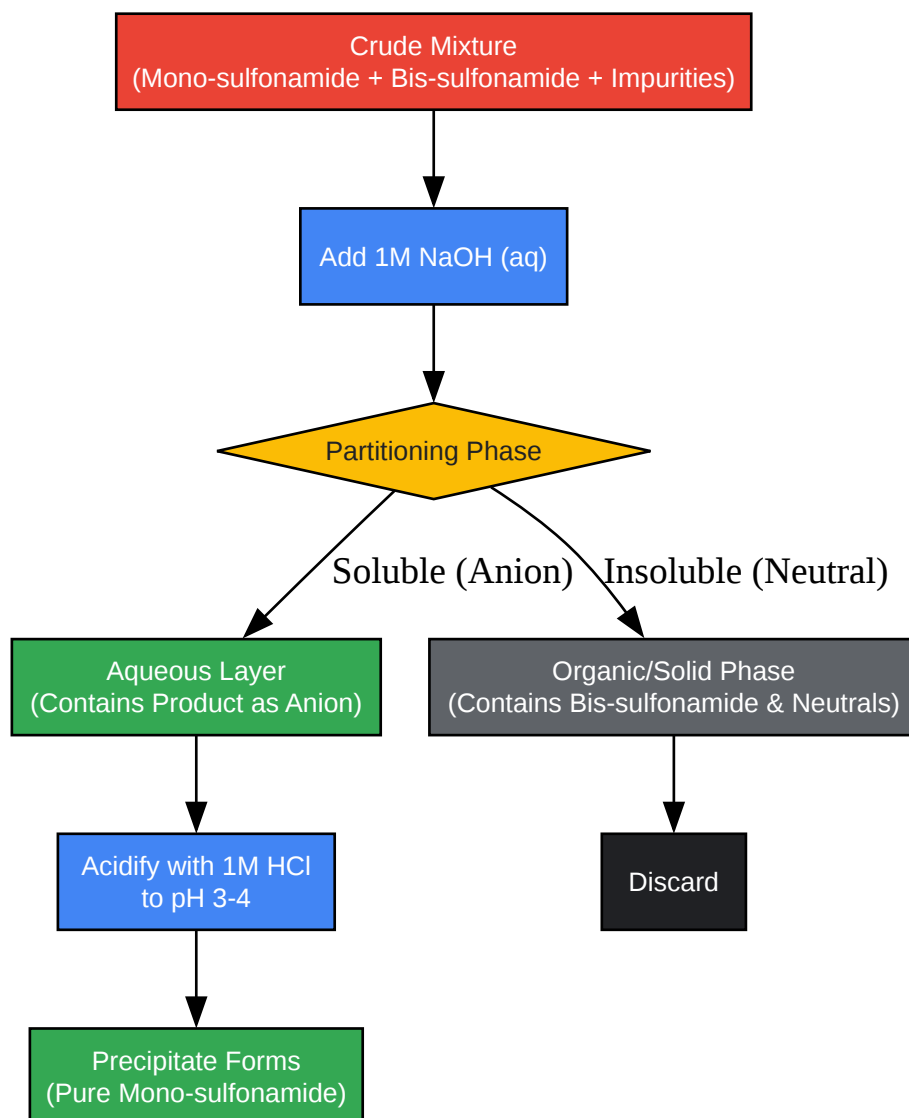 Crude Mixture
(Mono-sulfonamide + Bis-sulfonamide + Impurities)
Add 1M NaOH (aq)
Partitioning Phase
Soluble (Anion)
Insoluble (Neutral)
Aqueous Layer
(Contains Product as Anion)
Organic/Solid Phase
(Contains Bis-sulfonamide & Neutrals)
Acidify with 1M HCl
to pH 3-4
Discard
Precipitate Forms
(Pure Mono-sulfonamide)